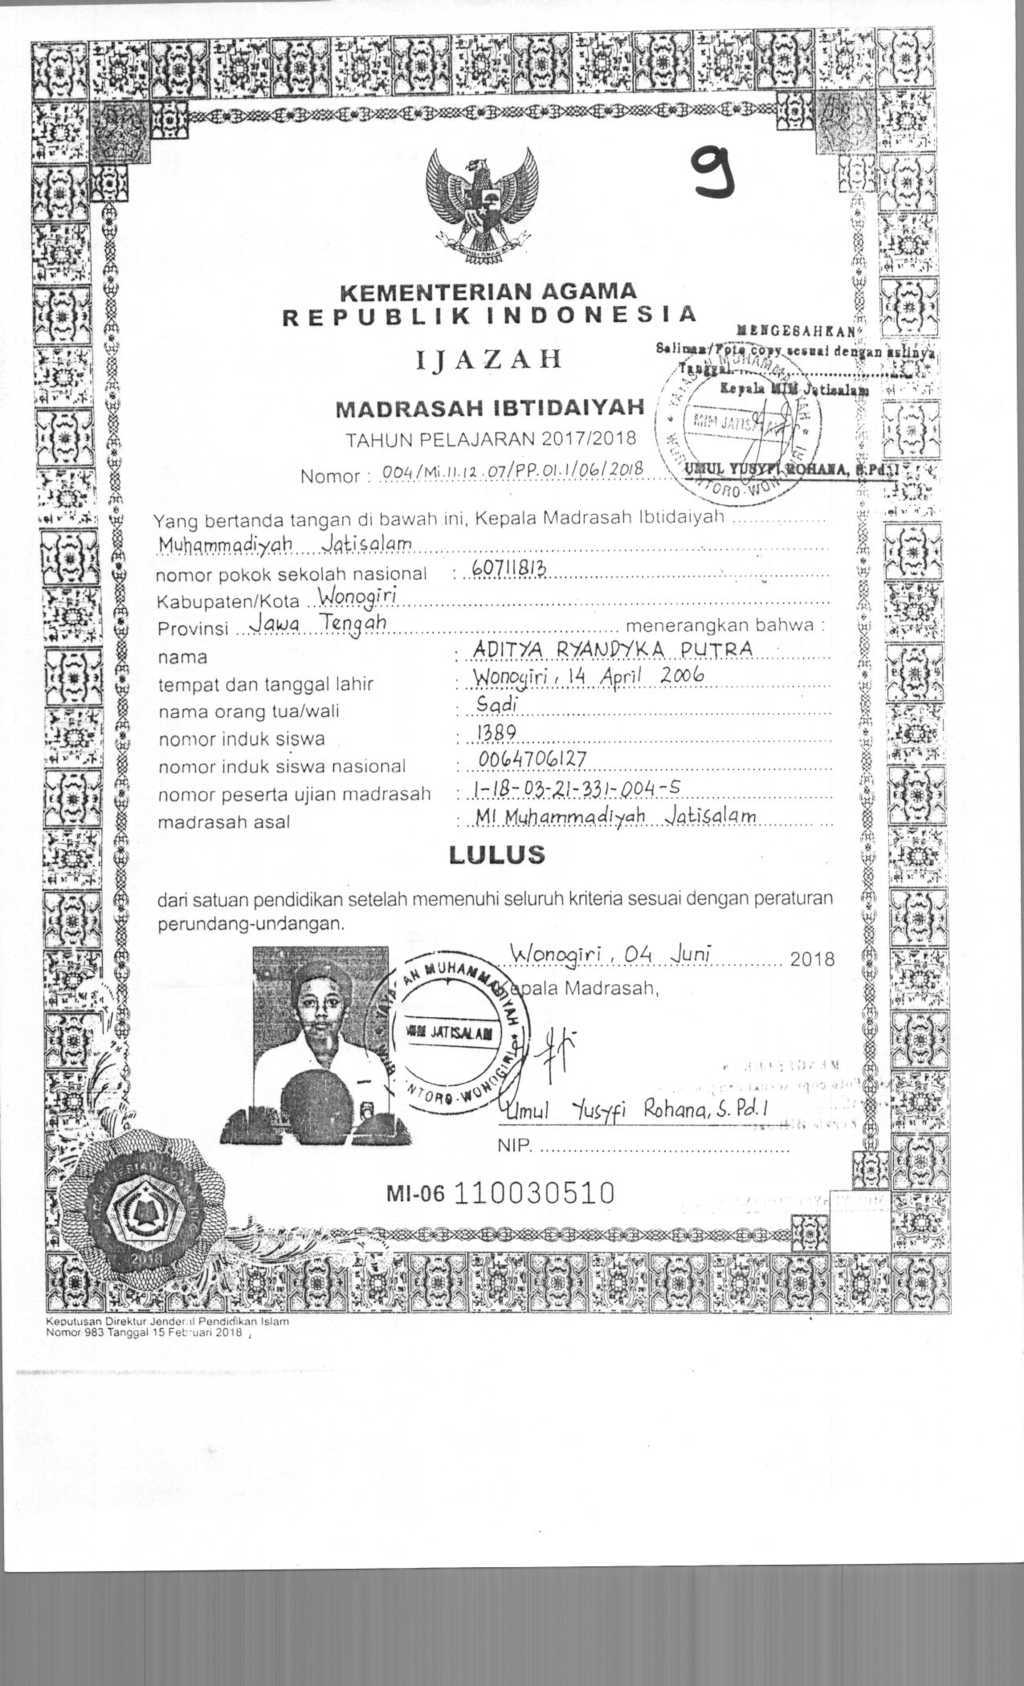 9
KEMENTERIAN AGAMA
REPUBLIK INDONESIA
MENGESAHKAN
Salinan/Foto copy sesuai dengan aslinya
Tanggal
Kepala MIM Jatisalam
UMUL YUSYFI ROHANA, S.Pd.I
IJAZAH
MADRASAH IBTIDAIYAH
TAHUN PELAJARAN 2017/2018
Nomor : 004/Mi.11.12.07/PP.01.1/06/2018
Yang bertanda tangan di bawah ini, Kepala Madrasah Ibtidaiyah
Muhammadiyah Jatisalam
nomor pokok sekolah nasional : 60711813
Kabupaten/Kota Wonogiri
Provinsi Jawa Tengah menerangkan bahwa :
nama : ADITYA RYANDYKA PUTRA
tempat dan tanggal lahir : Wonogiri, 14 April 2006
nama orang tua/wali : Sadi
nomor induk siswa : 1389
nomor induk siswa nasional : 0064706127
nomor peserta ujian madrasah : 1-18-03-21-331-004-5
madrasah asal : MI Muhammadiyah Jatisalam
LULUS
dari satuan pendidikan setelah memenuhi seluruh kriteria sesuai dengan peraturan
perundang-undangan.
Wonogiri, 04 Juni 2018
Kepala Madrasah,
MIM JATISALAM
Umul Yusyfi Rohana, S.Pd.I
NIP.
MI-06 110030510
2018
Keputusan Direktur Jenderal Pendidikan Islam
Nomor 983 Tanggal 15 Februari 2018